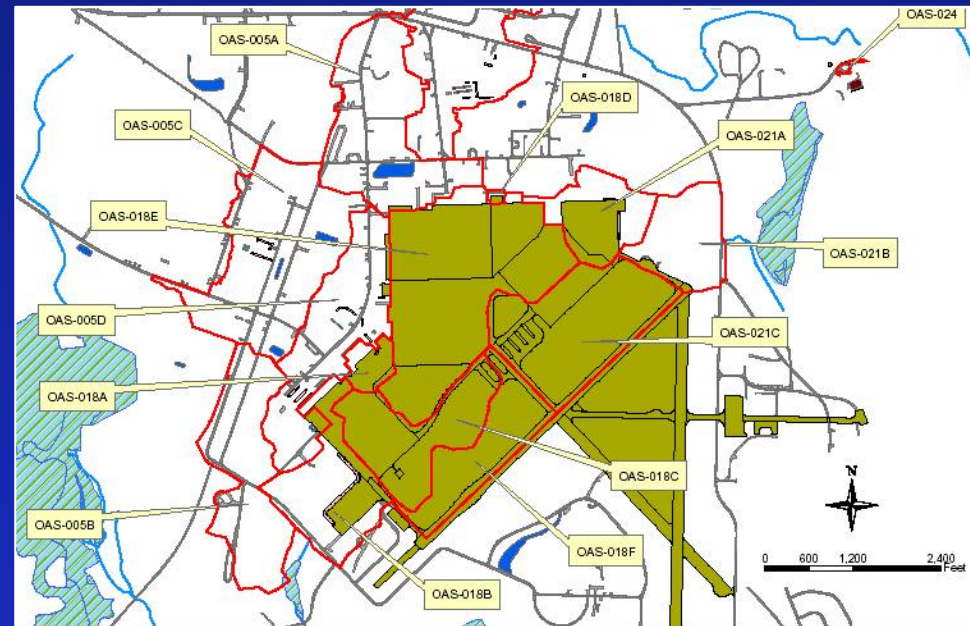 OAS-024
OAS-005A
OAS-018D
OAS-005C
OAS-021A
OAS-018E
OAS-021B
OAS-005D
OAS-021C
OAS-018A
OAS-018C
N
OAS-005B
OAS-018F
0 600 1,200 2,400
Feet
OAS-018B